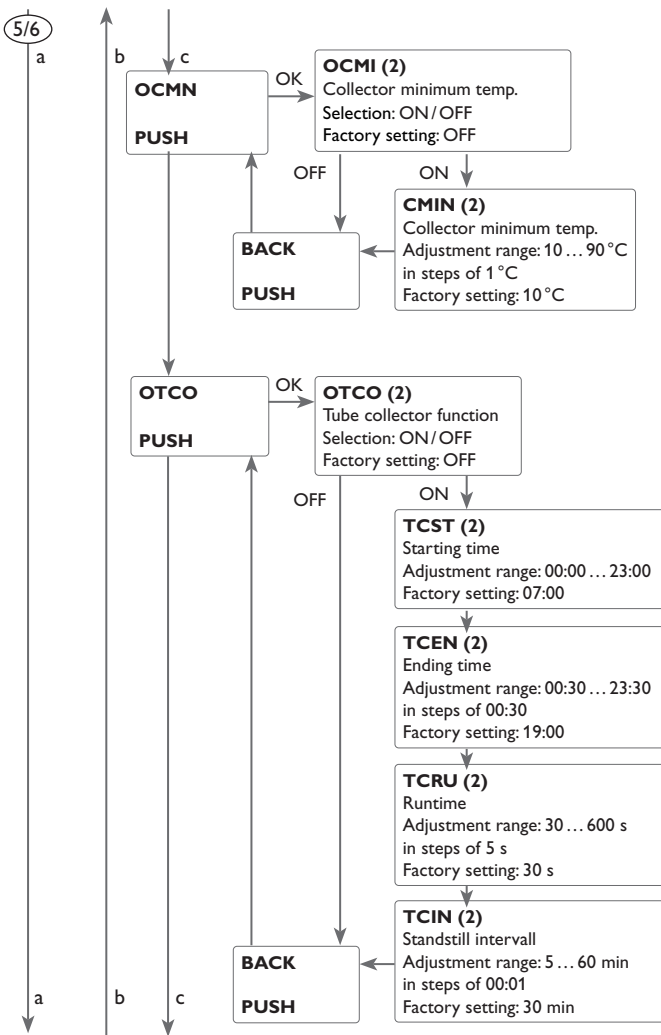 5/6
a
b
c
OCMN
PUSH
OK
OCMI (2)
Collector minimum temp.
Selection: ON / OFF
Factory setting: OFF
OFF
ON
CMIN (2)
Collector minimum temp.
Adjustment range: 10 … 90 °C
in steps of 1 °C
Factory setting: 10 °C
BACK
PUSH
OTCO
PUSH
OK
OTCO (2)
Tube collector function
Selection: ON / OFF
Factory setting: OFF
OFF
ON
TCST (2)
Starting time
Adjustment range: 00:00 … 23:00
Factory setting: 07:00
TCEN (2)
Ending time
Adjustment range: 00:30 … 23:30
in steps of 00:30
Factory setting: 19:00
TCRU (2)
Runtime
Adjustment range: 30 … 600 s
in steps of 5 s
Factory setting: 30 s
TCIN (2)
Standstill intervall
Adjustment range: 5 … 60 min
in steps of 00:01
Factory setting: 30 min
BACK
PUSH
a
b
c